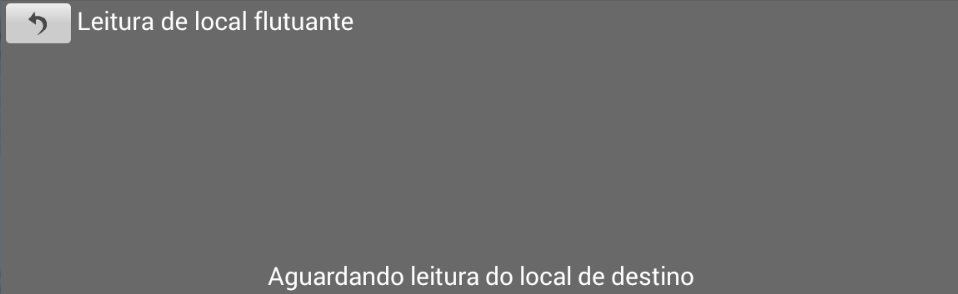 Leitura de local flutuante
Aguardando leitura do local de destino